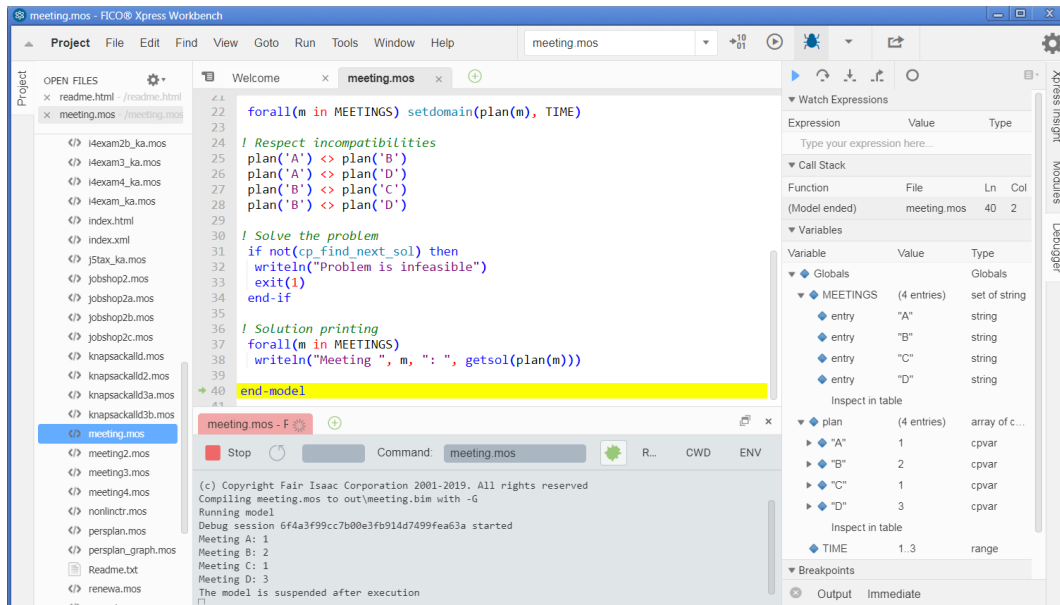 meeting.mos - FICO® Xpress Workbench
Project File Edit Find View Goto Run Tools Window Help meeting.mos
Project
OPEN FILES
readme.html - /readme.html
meeting.mos - /meeting.mos
i4exam2b_ka.mos
i4exam3_ka.mos
i4exam4_ka.mos
i4exam_ka.mos
index.html
index.xml
j5tax_ka.mos
jobshop2.mos
jobshop2a.mos
jobshop2b.mos
jobshop2c.mos
knapsackalld.mos
knapsackalld2.mos
knapsackalld3a.mos
knapsackalld3b.mos
meeting.mos
meeting2.mos
meeting3.mos
meeting4.mos
nonlinctr.mos
persplan.mos
persplan_graph.mos
Readme.txt
renewa.mos
Welcome meeting.mos
21
22 forall(m in MEETINGS) setdomain(plan(m), TIME)
23
24 ! Respect incompatibilities
25 plan('A') <> plan('B')
26 plan('A') <> plan('D')
27 plan('B') <> plan('C')
28 plan('B') <> plan('D')
29
30 ! Solve the problem
31 if not(cp_find_next_sol) then
32 writeln("Problem is infeasible")
33 exit(1)
34 end-if
35
36 ! Solution printing
37 forall(m in MEETINGS)
38 writeln("Meeting ", m, ": ", getsol(plan(m)))
39
40 end-model
41
meeting.mos - F
Stop Command: meeting.mos R... CWD ENV
(c) Copyright Fair Isaac Corporation 2001-2019. All rights reserved
Compiling meeting.mos to out\meeting.bim with -G
Running model
Debug session 6f4a3f99cc7b00e3fb914d7499fea63a started
Meeting A: 1
Meeting B: 2
Meeting C: 1
Meeting D: 3
The model is suspended after execution
Watch Expressions
Expression Value Type
Type your expression here...
Call Stack
Function File Ln Col
(Model ended) meeting.mos 40 2
Variables
Variable Value Type
Globals Globals
MEETINGS (4 entries) set of string
entry "A" string
entry "B" string
entry "C" string
entry "D" string
Inspect in table
plan (4 entries) array of c...
"A" 1 cpvar
"B" 2 cpvar
"C" 1 cpvar
"D" 3 cpvar
Inspect in table
TIME 1..3 range
Breakpoints
Output Immediate
Xpress Insight
Modules
Debugger